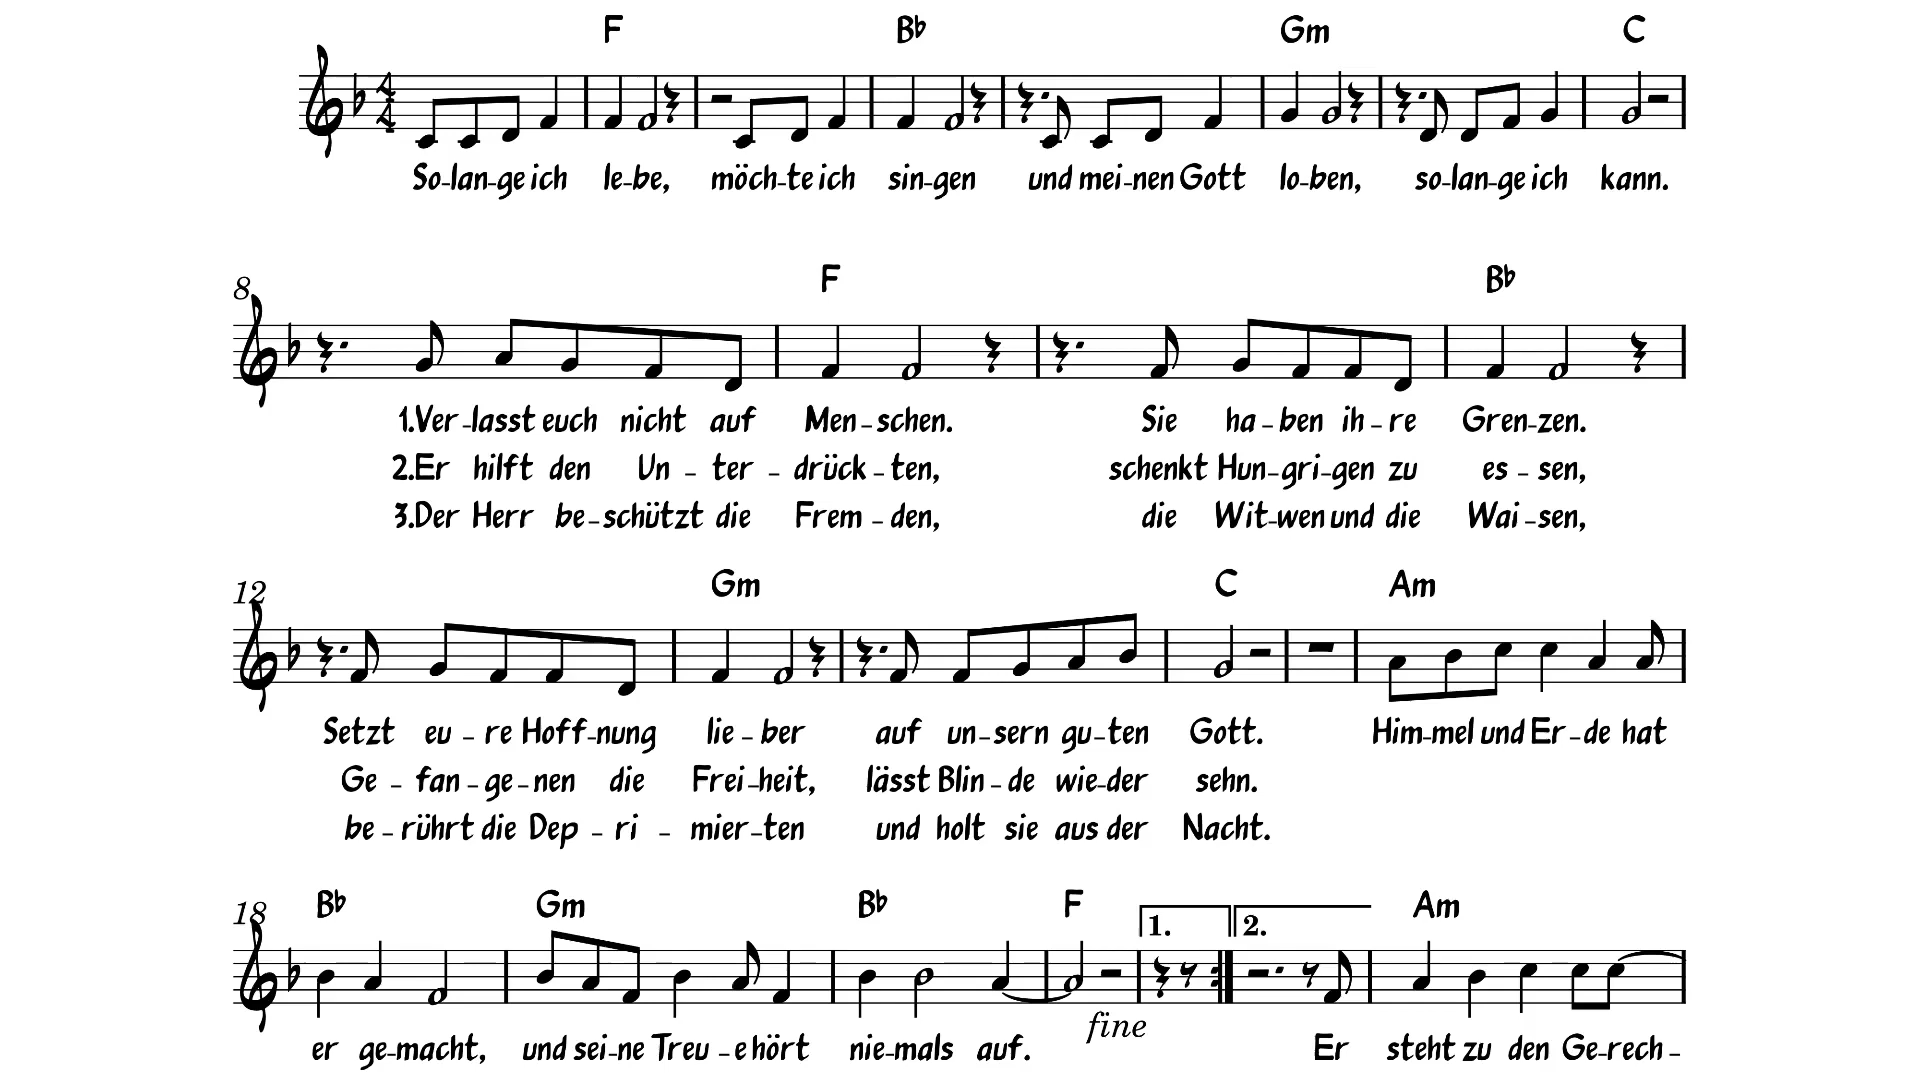 F B♭ Gm C
4
4
So-lan-ge ich le-be, möch-te ich sin-gen und mei-nen Gott lo-ben, so-lan-ge ich kann.
8 F B♭
1.Ver-lasst euch nicht auf Men-schen. Sie ha-ben ih-re Gren-zen.
2.Er hilft den Un-ter-drück-ten, schenkt Hun-gri-gen zu es-sen,
3.Der Herr be-schützt die Frem-den, die Wit-wen und die Wai-sen,
12 Gm C Am
Setzt eu-re Hoff-nung lie-ber auf un-sern gu-ten Gott. Him-mel und Er-de hat
Ge-fan-ge-nen die Frei-heit, lässt Blin-de wie-der sehn.
be-rührt die Dep-ri-mier-ten und holt sie aus der Nacht.
18 B♭ Gm B♭ F Am
1. 2.
fine
er ge-macht, und sei-ne Treu-e hört nie-mals auf. Er steht zu den Ge-rech-